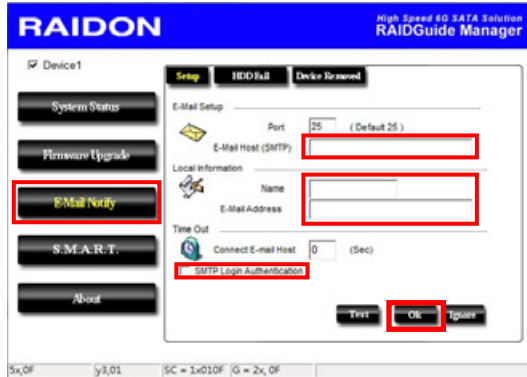 RAIDON
High Speed 6G SATA Solution
RAIDGuide Manager
Device1
System Status
Firmware Upgrade
E-Mail Notify
S.M.A.R.T.
About
Setup
HDD Fail
Device Removed
E-Mail Setup
Port 25 ( Default 25 )
E-Mail Host (SMTP)
Local Information
Name
E-Mail Address
Time Out
Connect E-mail Host 0 (Sec)
SMTP Login Authentication
Test
Ok
Ignore
5x,0F y3,01 SC = 1x010F G = 2x, 0F